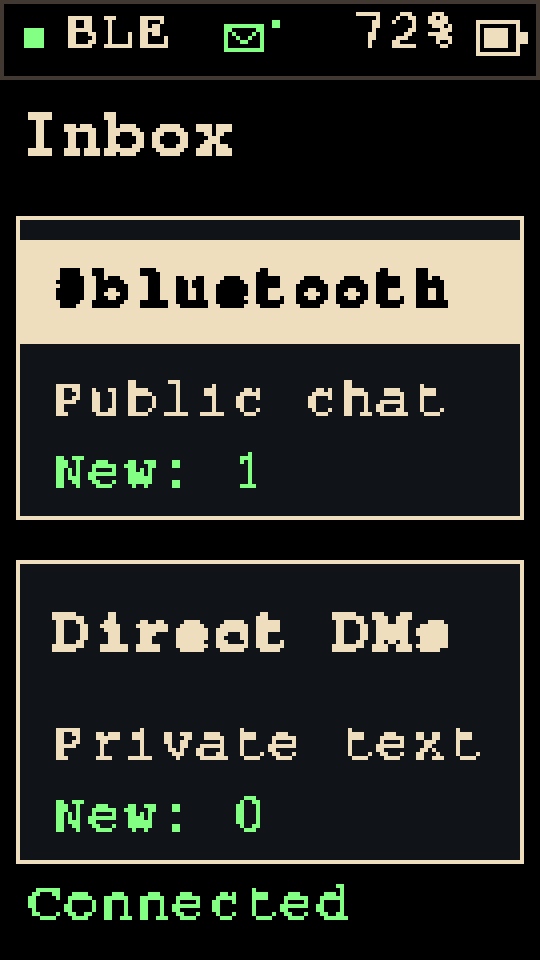 BLE 72%
Inbox
#bluetooth
Public chat
New: 1
Direct DMs
Private text
New: 0
Connected